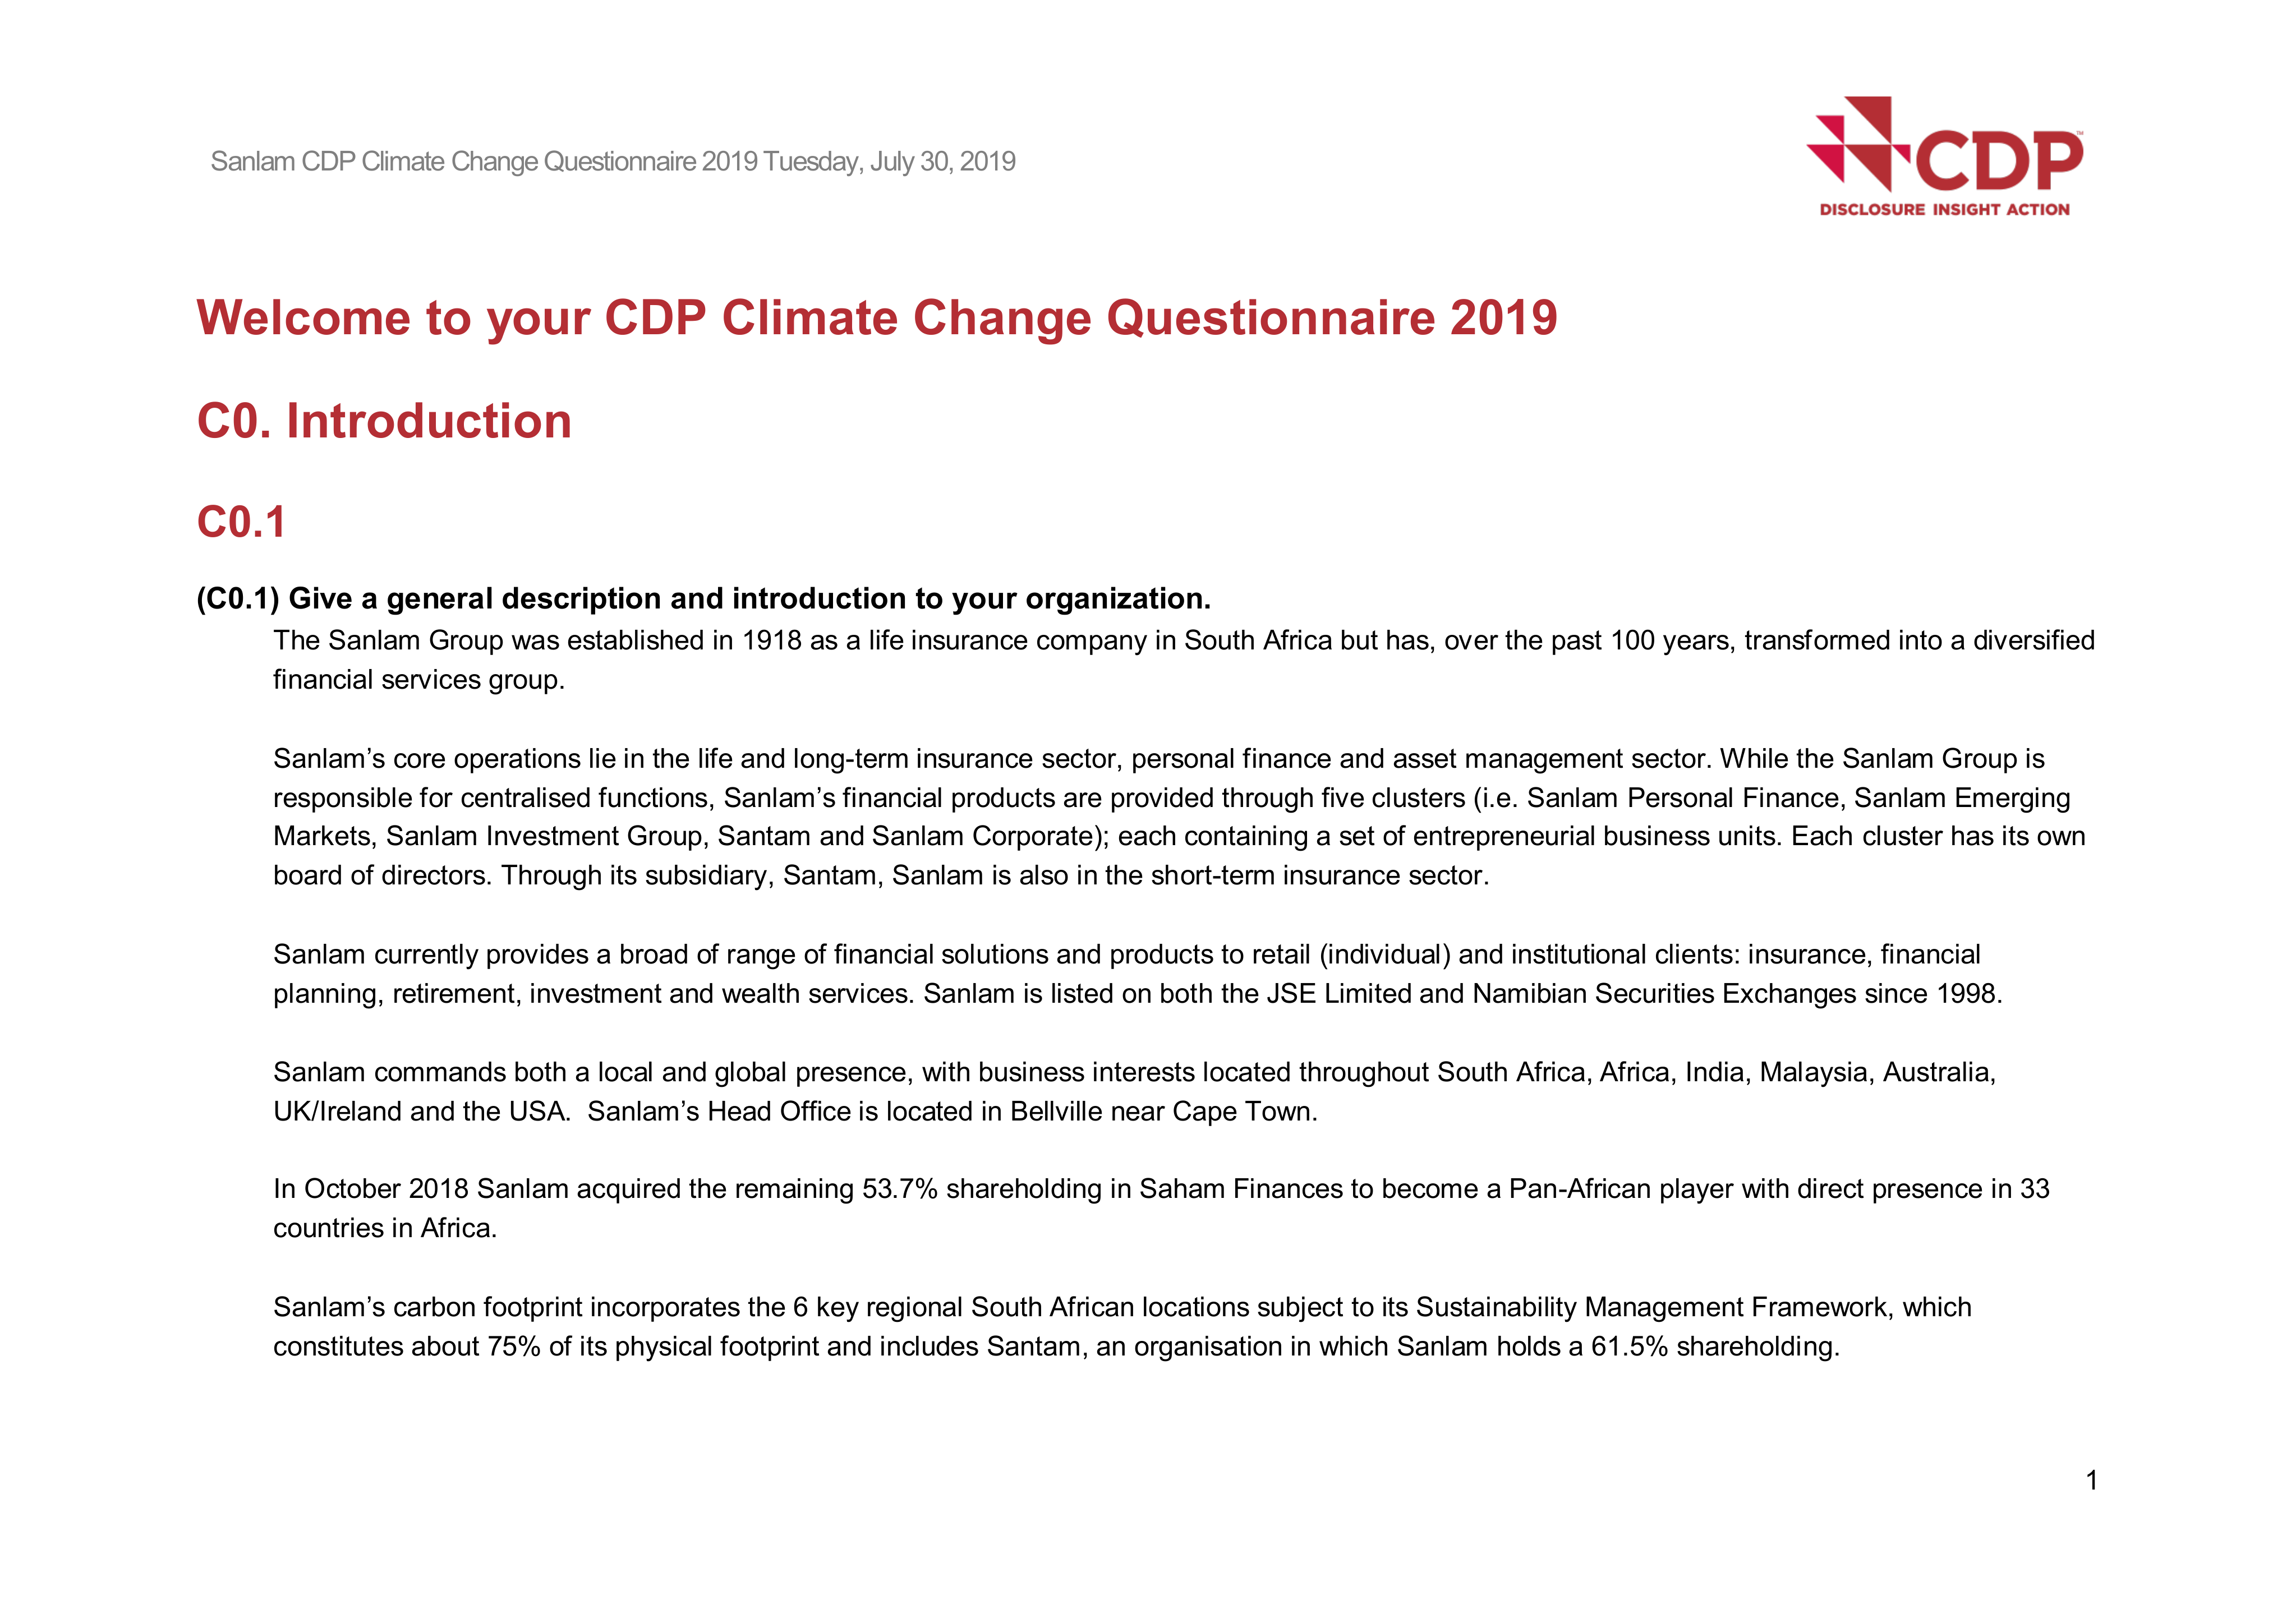 Sanlam CDP Climate Change Questionnaire 2019 Tuesday, July 30, 2019
CDP™
DISCLOSURE INSIGHT ACTION
Welcome to your CDP Climate Change Questionnaire 2019
C0. Introduction
C0.1
(C0.1) Give a general description and introduction to your organization.
The Sanlam Group was established in 1918 as a life insurance company in South Africa but has, over the past 100 years, transformed into a diversified
financial services group.
Sanlam’s core operations lie in the life and long-term insurance sector, personal finance and asset management sector. While the Sanlam Group is
responsible for centralised functions, Sanlam’s financial products are provided through five clusters (i.e. Sanlam Personal Finance, Sanlam Emerging
Markets, Sanlam Investment Group, Santam and Sanlam Corporate); each containing a set of entrepreneurial business units. Each cluster has its own
board of directors. Through its subsidiary, Santam, Sanlam is also in the short-term insurance sector.
Sanlam currently provides a broad of range of financial solutions and products to retail (individual) and institutional clients: insurance, financial
planning, retirement, investment and wealth services. Sanlam is listed on both the JSE Limited and Namibian Securities Exchanges since 1998.
Sanlam commands both a local and global presence, with business interests located throughout South Africa, Africa, India, Malaysia, Australia,
UK/Ireland and the USA.  Sanlam’s Head Office is located in Bellville near Cape Town.
In October 2018 Sanlam acquired the remaining 53.7% shareholding in Saham Finances to become a Pan-African player with direct presence in 33
countries in Africa.
Sanlam’s carbon footprint incorporates the 6 key regional South African locations subject to its Sustainability Management Framework, which
constitutes about 75% of its physical footprint and includes Santam, an organisation in which Sanlam holds a 61.5% shareholding.
1